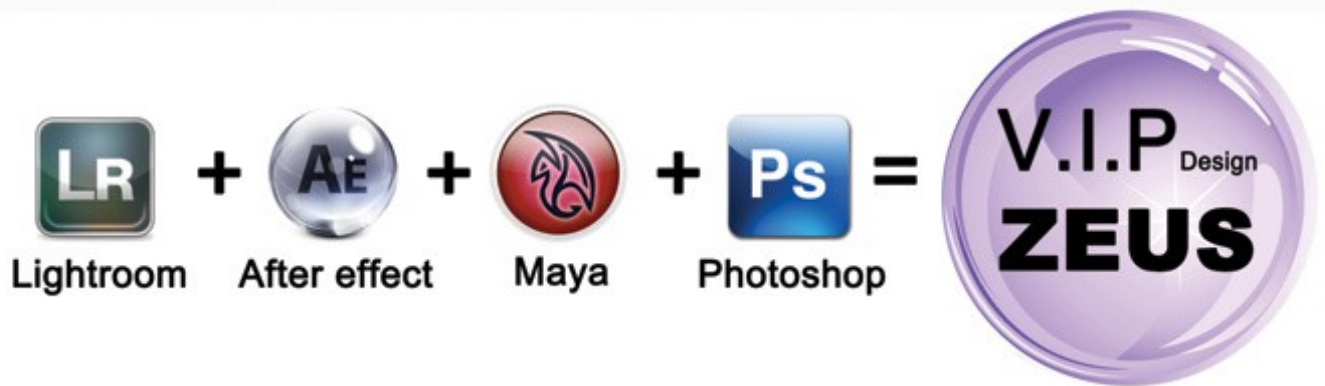 LR + AE + + Ps =
Lightroom After effect Maya Photoshop
V.I.P Design
ZEUS